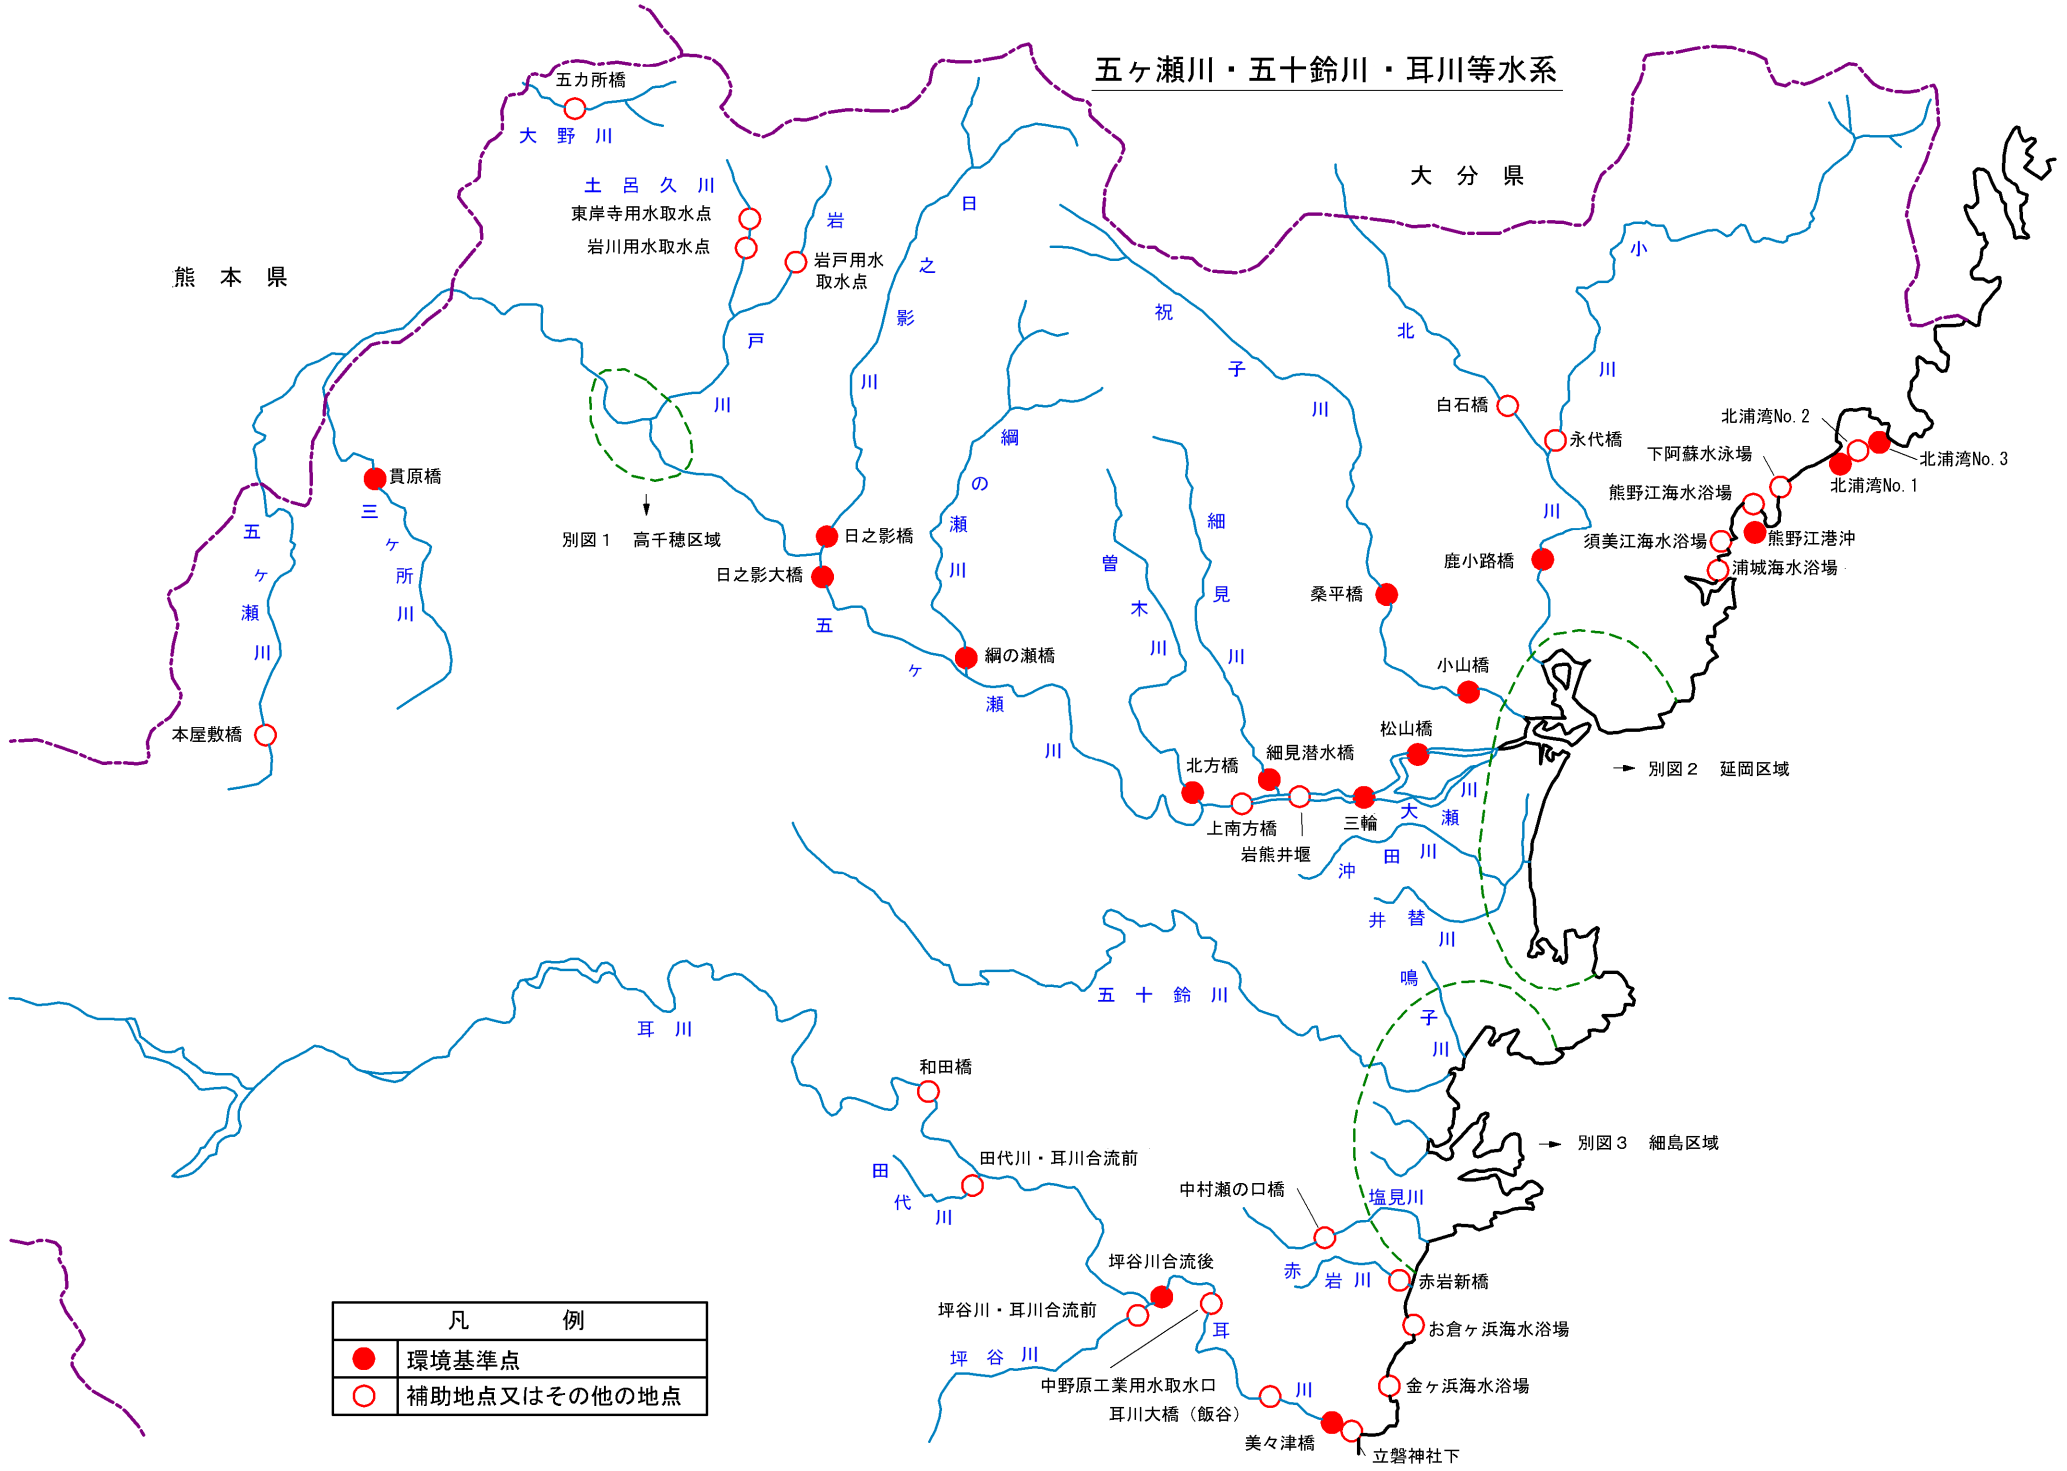 五ヶ瀬川・五十鈴川・耳川等水系
五力所橋
大野川
土呂久川
東岸寺用水取水点
岩川用水取水点
岩戸川
岩戸用水
取水点
日之影川
大分県
熊本県
祝子川
北川
小川
綱の瀬川
白石橋
永代橋
北浦湾No.2
北浦湾No.3
北浦湾No.1
下阿蘇水泳場
熊野江海水浴場
熊野江港沖
須美江海水浴場
浦城海水浴場
貫原橋
三ヶ所川
五ヶ瀬川
本屋敷橋
別図1 高千穂区域
日之影橋
日之影大橋
五ヶ瀬川
綱の瀬橋
曽木川
細見川
鹿小路橋
桑平橋
小山橋
松山橋
北方橋
細見潜水橋
上南方橋
岩熊井堰
三輪
大瀬川
別図2 延岡区域
沖田川
井替川
五十鈴川
鳴子川
耳川
和田橋
田代川・耳川合流前
田代川
別図3 細島区域
中村瀬の口橋
塩見川
赤岩川
赤岩新橋
坪谷川合流後
坪谷川・耳川合流前
坪谷川
耳川
お倉ヶ浜海水浴場
中野原工業用水取水口
耳川大橋(飯谷)
金ヶ浜海水浴場
美々津橋
立磐神社下
凡例
環境基準点
補助地点又はその他の地点